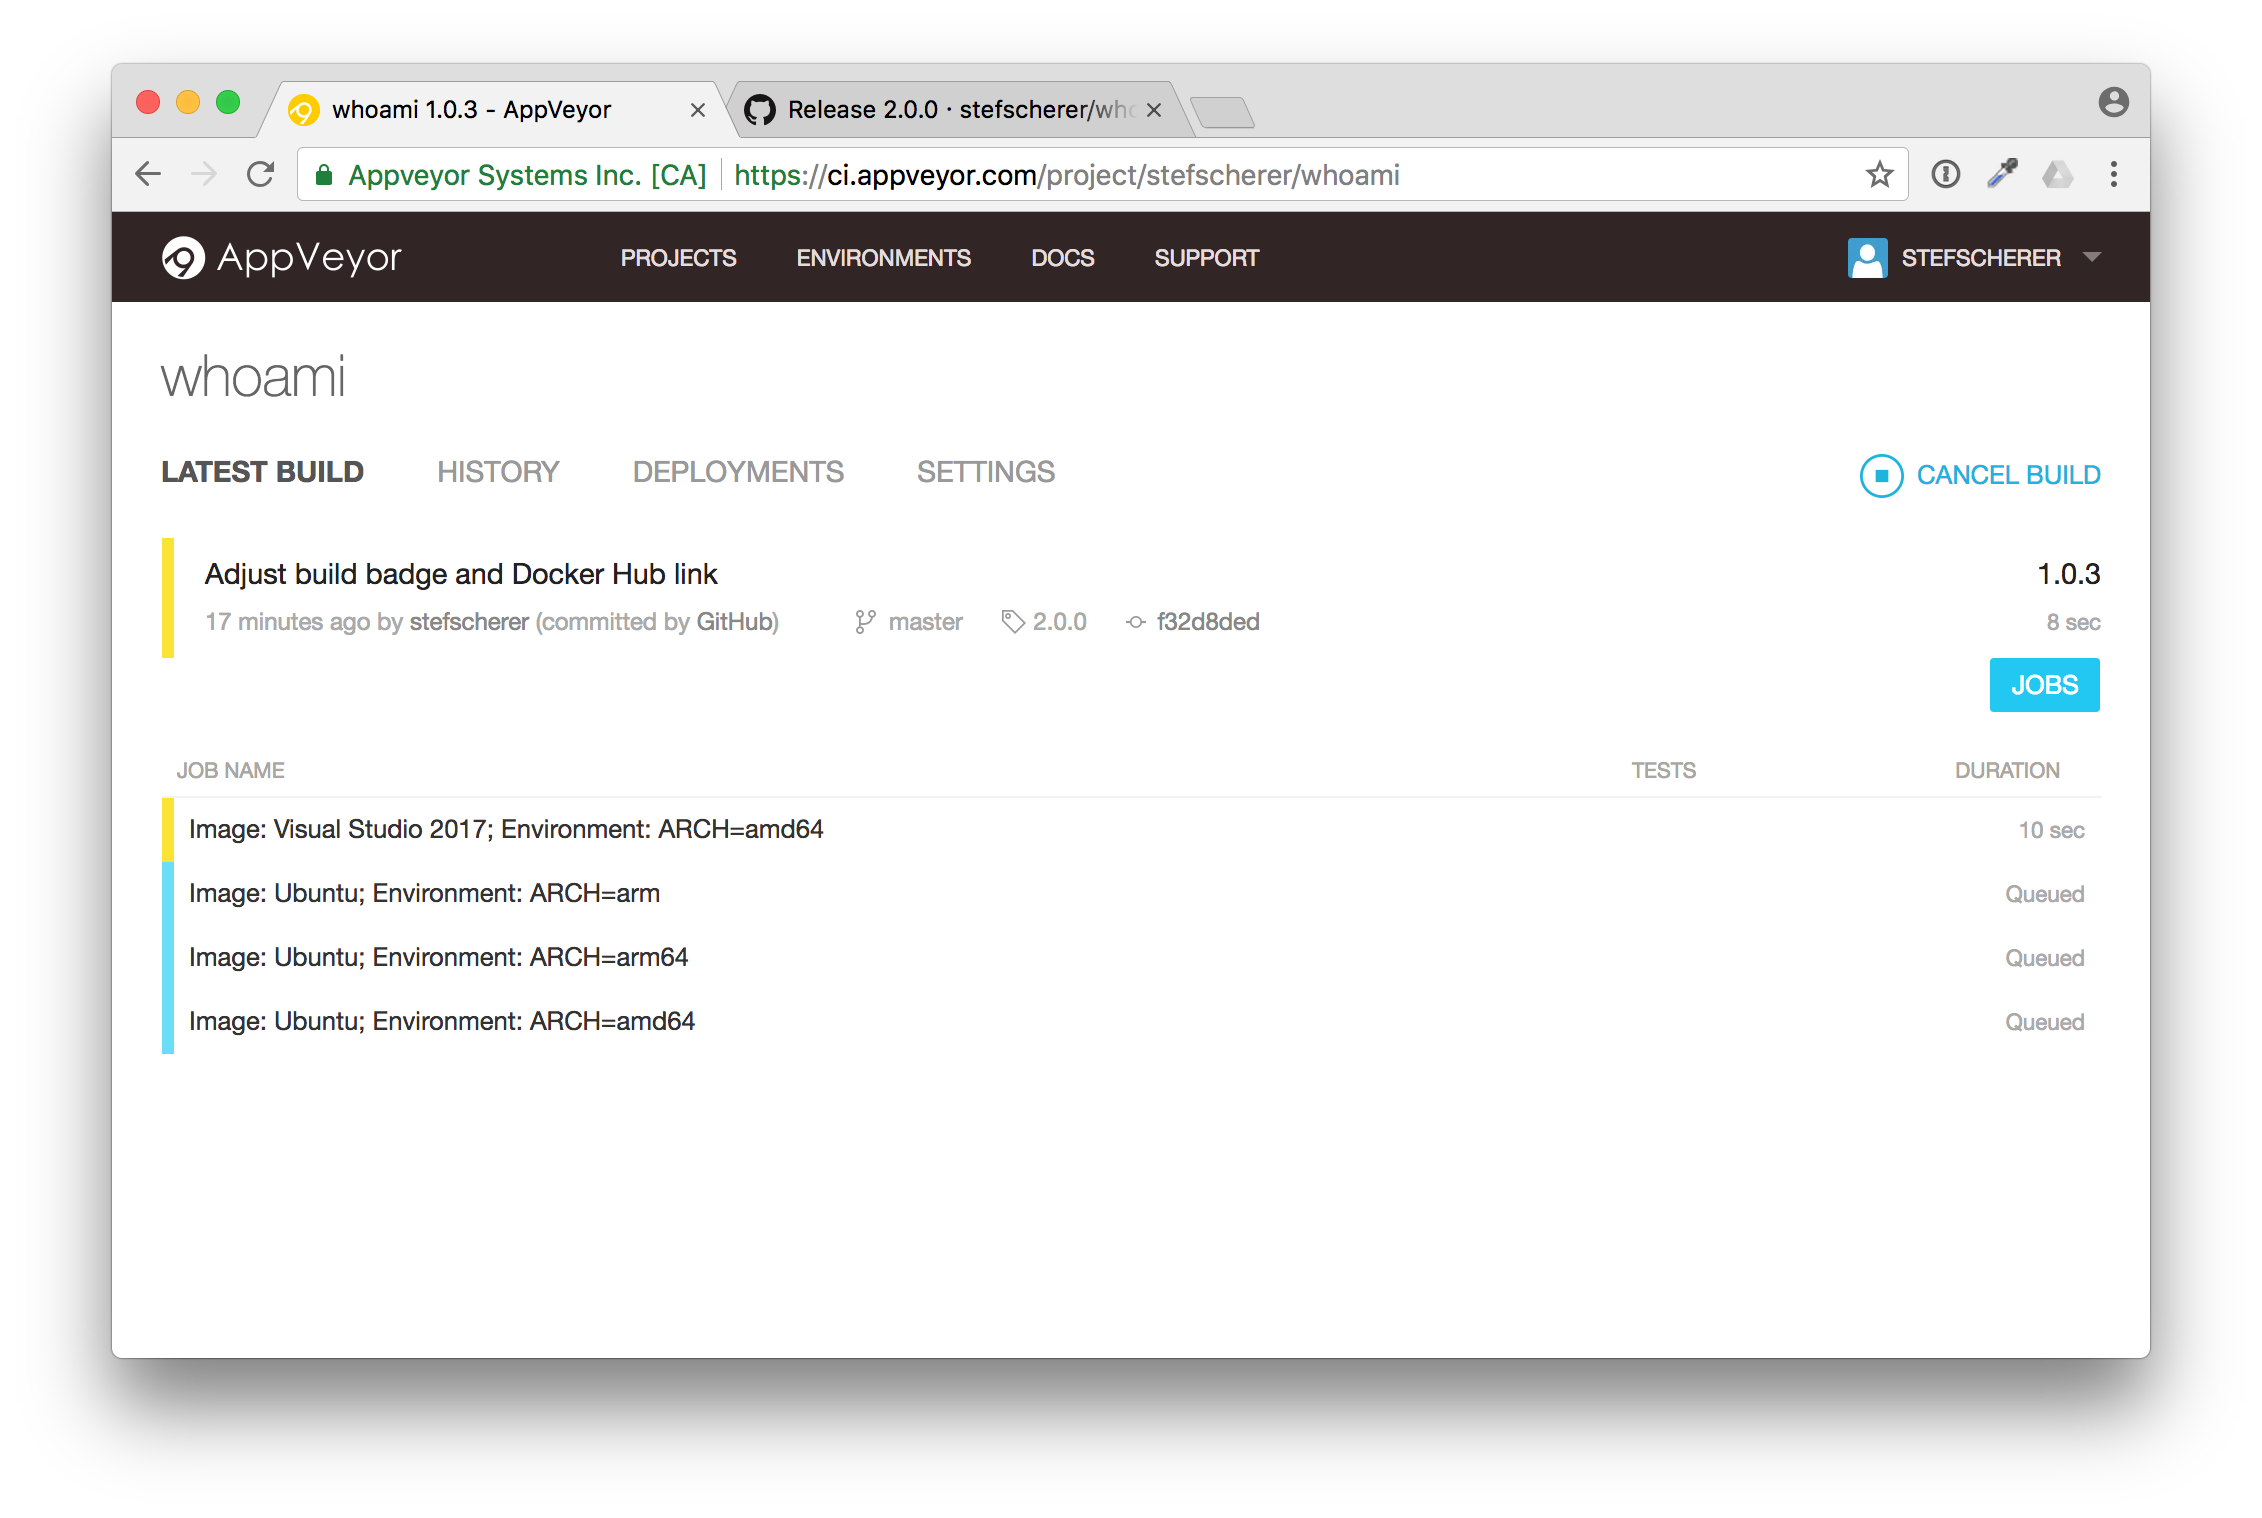 whoami 1.0.3 - AppVeyor
Release 2.0.0 · stefscherer/who
Appveyor Systems Inc. [CA] https://ci.appveyor.com/project/stefscherer/whoami
AppVeyor PROJECTS ENVIRONMENTS DOCS SUPPORT STEFSCHERER
whoami
LATEST BUILD HISTORY DEPLOYMENTS SETTINGS CANCEL BUILD
Adjust build badge and Docker Hub link 1.0.3
17 minutes ago by stefscherer (committed by GitHub) master 2.0.0 f32d8ded 8 sec
JOBS
JOB NAME TESTS DURATION
Image: Visual Studio 2017; Environment: ARCH=amd64 10 sec
Image: Ubuntu; Environment: ARCH=arm Queued
Image: Ubuntu; Environment: ARCH=arm64 Queued
Image: Ubuntu; Environment: ARCH=amd64 Queued